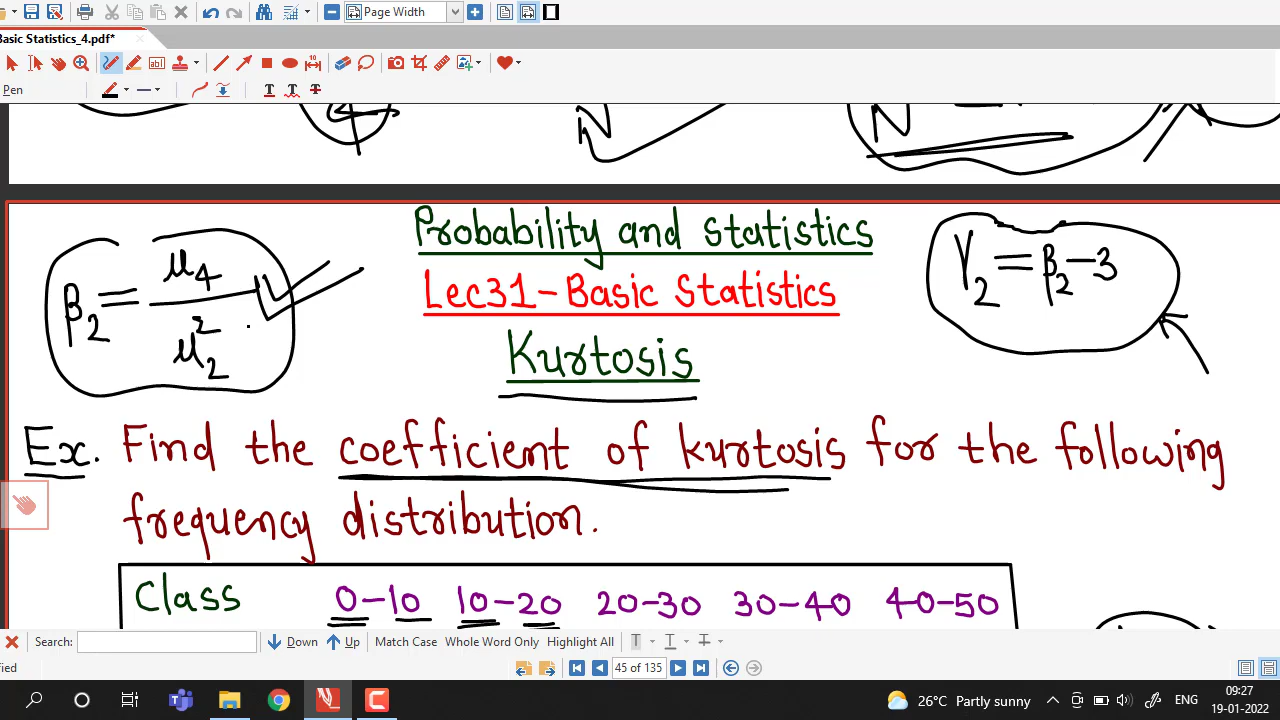 Page Width
Basic Statistics_4.pdf*
10
Pen
N
N
Probability and Statistics
Lec31-Basic Statistics
Kurtosis
β2 = μ4 / μ2²
γ2 = β2 - 3
Ex. Find the coefficient of kurtosis for the following
frequency distribution.
Class 0-10 10-20 20-30 30-40 40-50
Search: Down Up Match Case Whole Word Only Highlight All T T T
fied 45 of 135
26°C Partly sunny ENG 09:27
19-01-2022